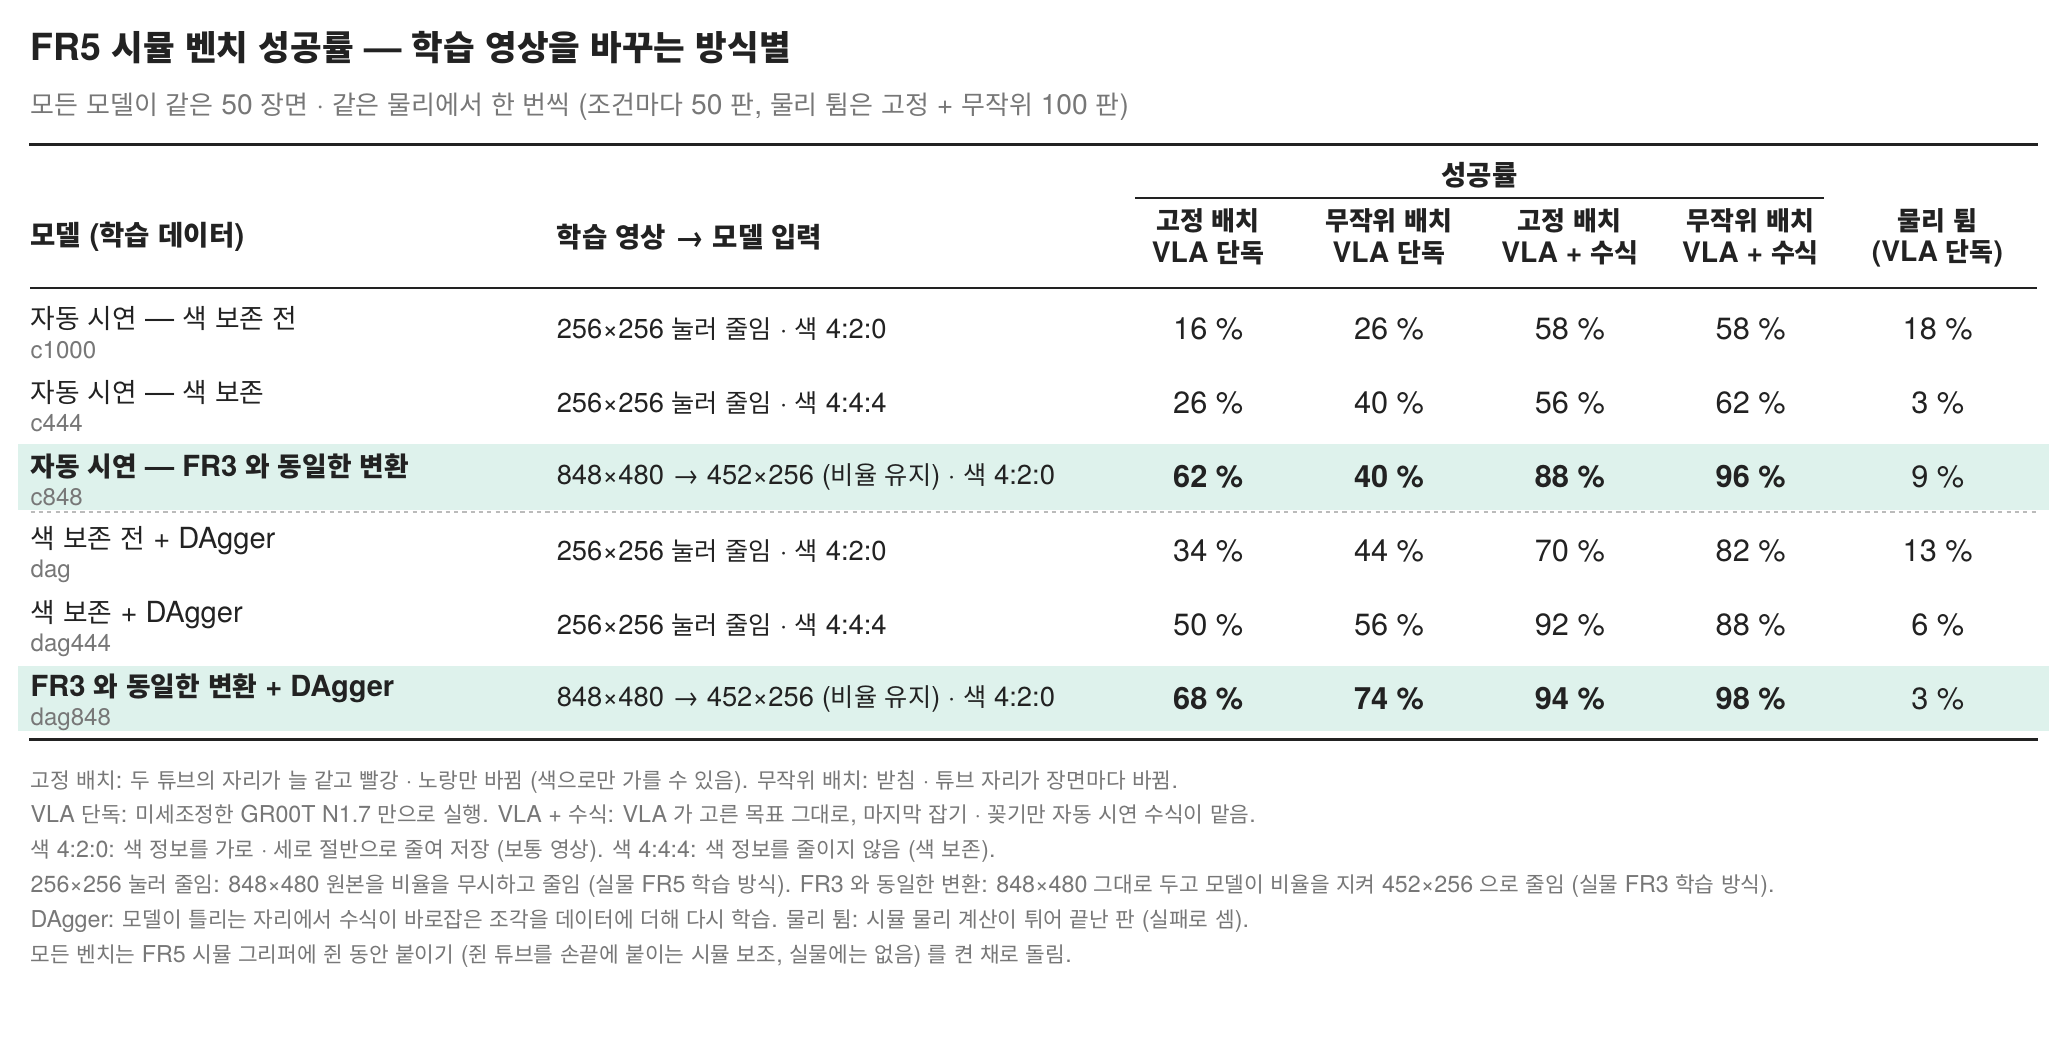 FR5 시뮬 벤치 성공률 — 학습 영상을 바꾸는 방식별
모든 모델이 같은 50 장면 · 같은 물리에서 한 번씩 (조건마다 50 판, 물리 튐은 고정 + 무작위 100 판)
성공률
모델 (학습 데이터) 학습 영상 → 모델 입력 고정 배치 무작위 배치 고정 배치 무작위 배치 물리 튐
VLA 단독 VLA 단독 VLA + 수식 VLA + 수식 (VLA 단독)
자동 시연 — 색 보존 전 256×256 눌러 줄임 · 색 4:2:0 16 % 26 % 58 % 58 % 18 %
c1000
자동 시연 — 색 보존 256×256 눌러 줄임 · 색 4:4:4 26 % 40 % 56 % 62 % 3 %
c444
자동 시연 — FR3 와 동일한 변환 848×480 → 452×256 (비율 유지) · 색 4:2:0 62 % 40 % 88 % 96 % 9 %
c848
색 보존 전 + DAgger 256×256 눌러 줄임 · 색 4:2:0 34 % 44 % 70 % 82 % 13 %
dag
색 보존 + DAgger 256×256 눌러 줄임 · 색 4:4:4 50 % 56 % 92 % 88 % 6 %
dag444
FR3 와 동일한 변환 + DAgger 848×480 → 452×256 (비율 유지) · 색 4:2:0 68 % 74 % 94 % 98 % 3 %
dag848
고정 배치: 두 튜브의 자리가 늘 같고 빨강 · 노랑만 바뀜 (색으로만 가를 수 있음). 무작위 배치: 받침 · 튜브 자리가 장면마다 바뀜.
VLA 단독: 미세조정한 GR00T N1.7 만으로 실행. VLA + 수식: VLA 가 고른 목표 그대로, 마지막 잡기 · 꽂기만 자동 시연 수식이 맡음.
색 4:2:0: 색 정보를 가로 · 세로 절반으로 줄여 저장 (보통 영상). 색 4:4:4: 색 정보를 줄이지 않음 (색 보존).
256×256 눌러 줄임: 848×480 원본을 비율을 무시하고 줄임 (실물 FR5 학습 방식). FR3 와 동일한 변환: 848×480 그대로 두고 모델이 비율을 지켜 452×256 으로 줄임 (실물 FR3 학습 방식).
DAgger: 모델이 틀리는 자리에서 수식이 바로잡은 조각을 데이터에 더해 다시 학습. 물리 튐: 시뮬 물리 계산이 튀어 끝난 판 (실패로 셈).
모든 벤치는 FR5 시뮬 그리퍼에 쥔 동안 붙이기 (쥔 튜브를 손끝에 붙이는 시뮬 보조, 실물에는 없음) 를 켠 채로 돌림.